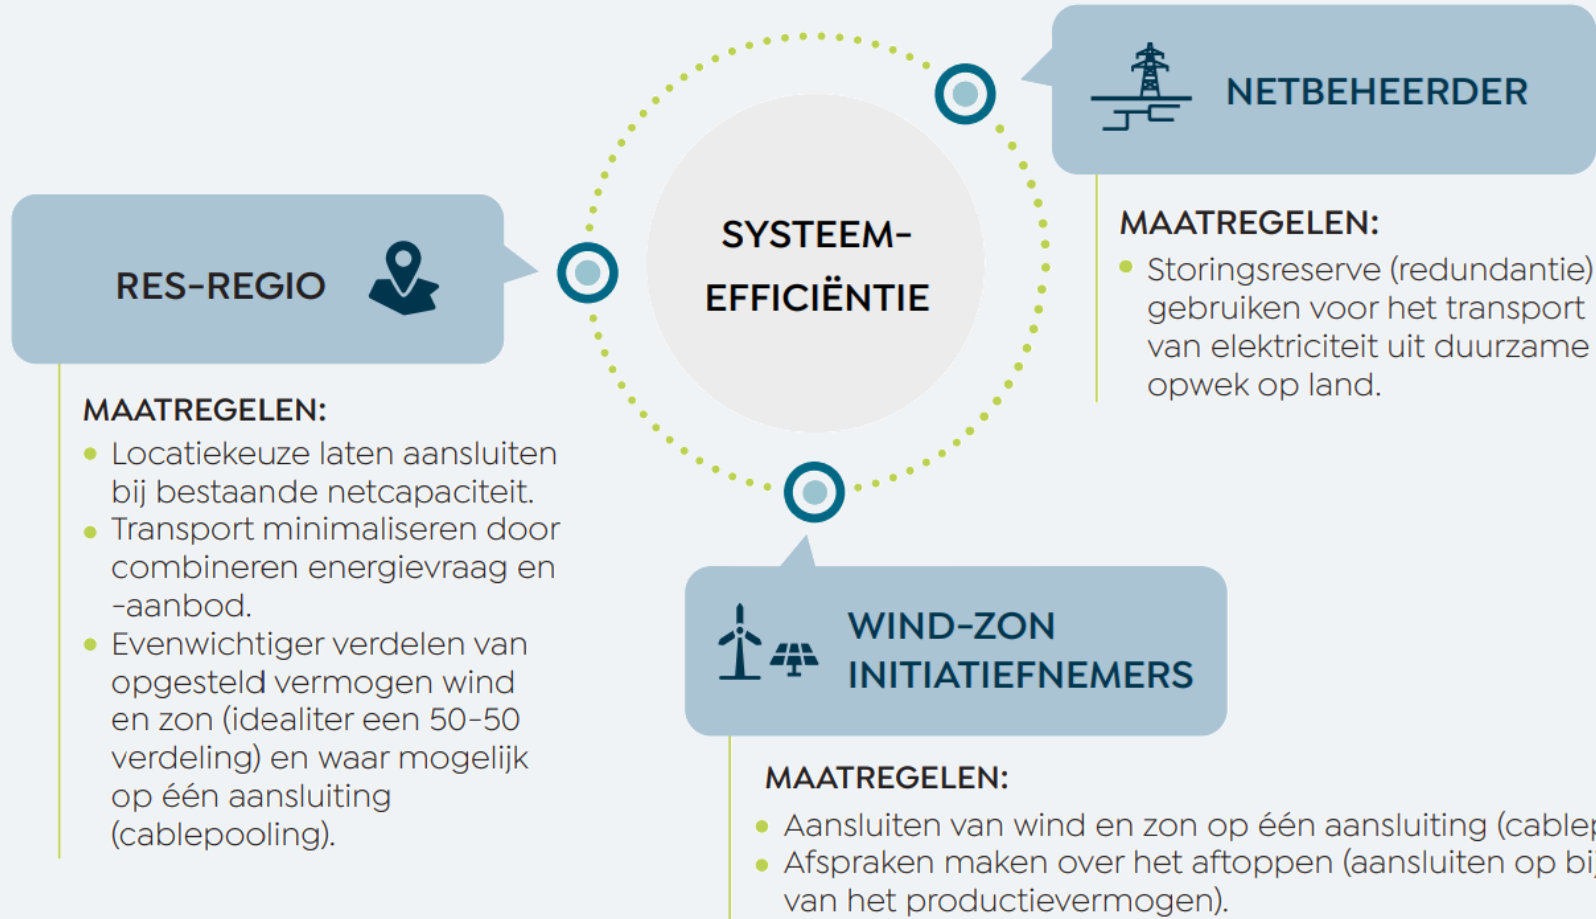 NETBEHEERDER
MAATREGELEN:
Storingsreserve (redundantie)
gebruiken voor het transport
van elektriciteit uit duurzame
opwek op land.
SYSTEEM-
EFFICIËNTIE
RES-REGIO
MAATREGELEN:
Locatiekeuze laten aansluiten
bij bestaande netcapaciteit.
Transport minimaliseren door
combineren energievraag en
-aanbod.
Evenwichtiger verdelen van
opgesteld vermogen wind
en zon (idealiter een 50-50
verdeling) en waar mogelijk
op één aansluiting
(cablepooling).
WIND-ZON
INITIATIEFNEMERS
MAATREGELEN:
Aansluiten van wind en zon op één aansluiting
Afspraken maken over het aftoppen (aansluiten op
van het productievermogen).